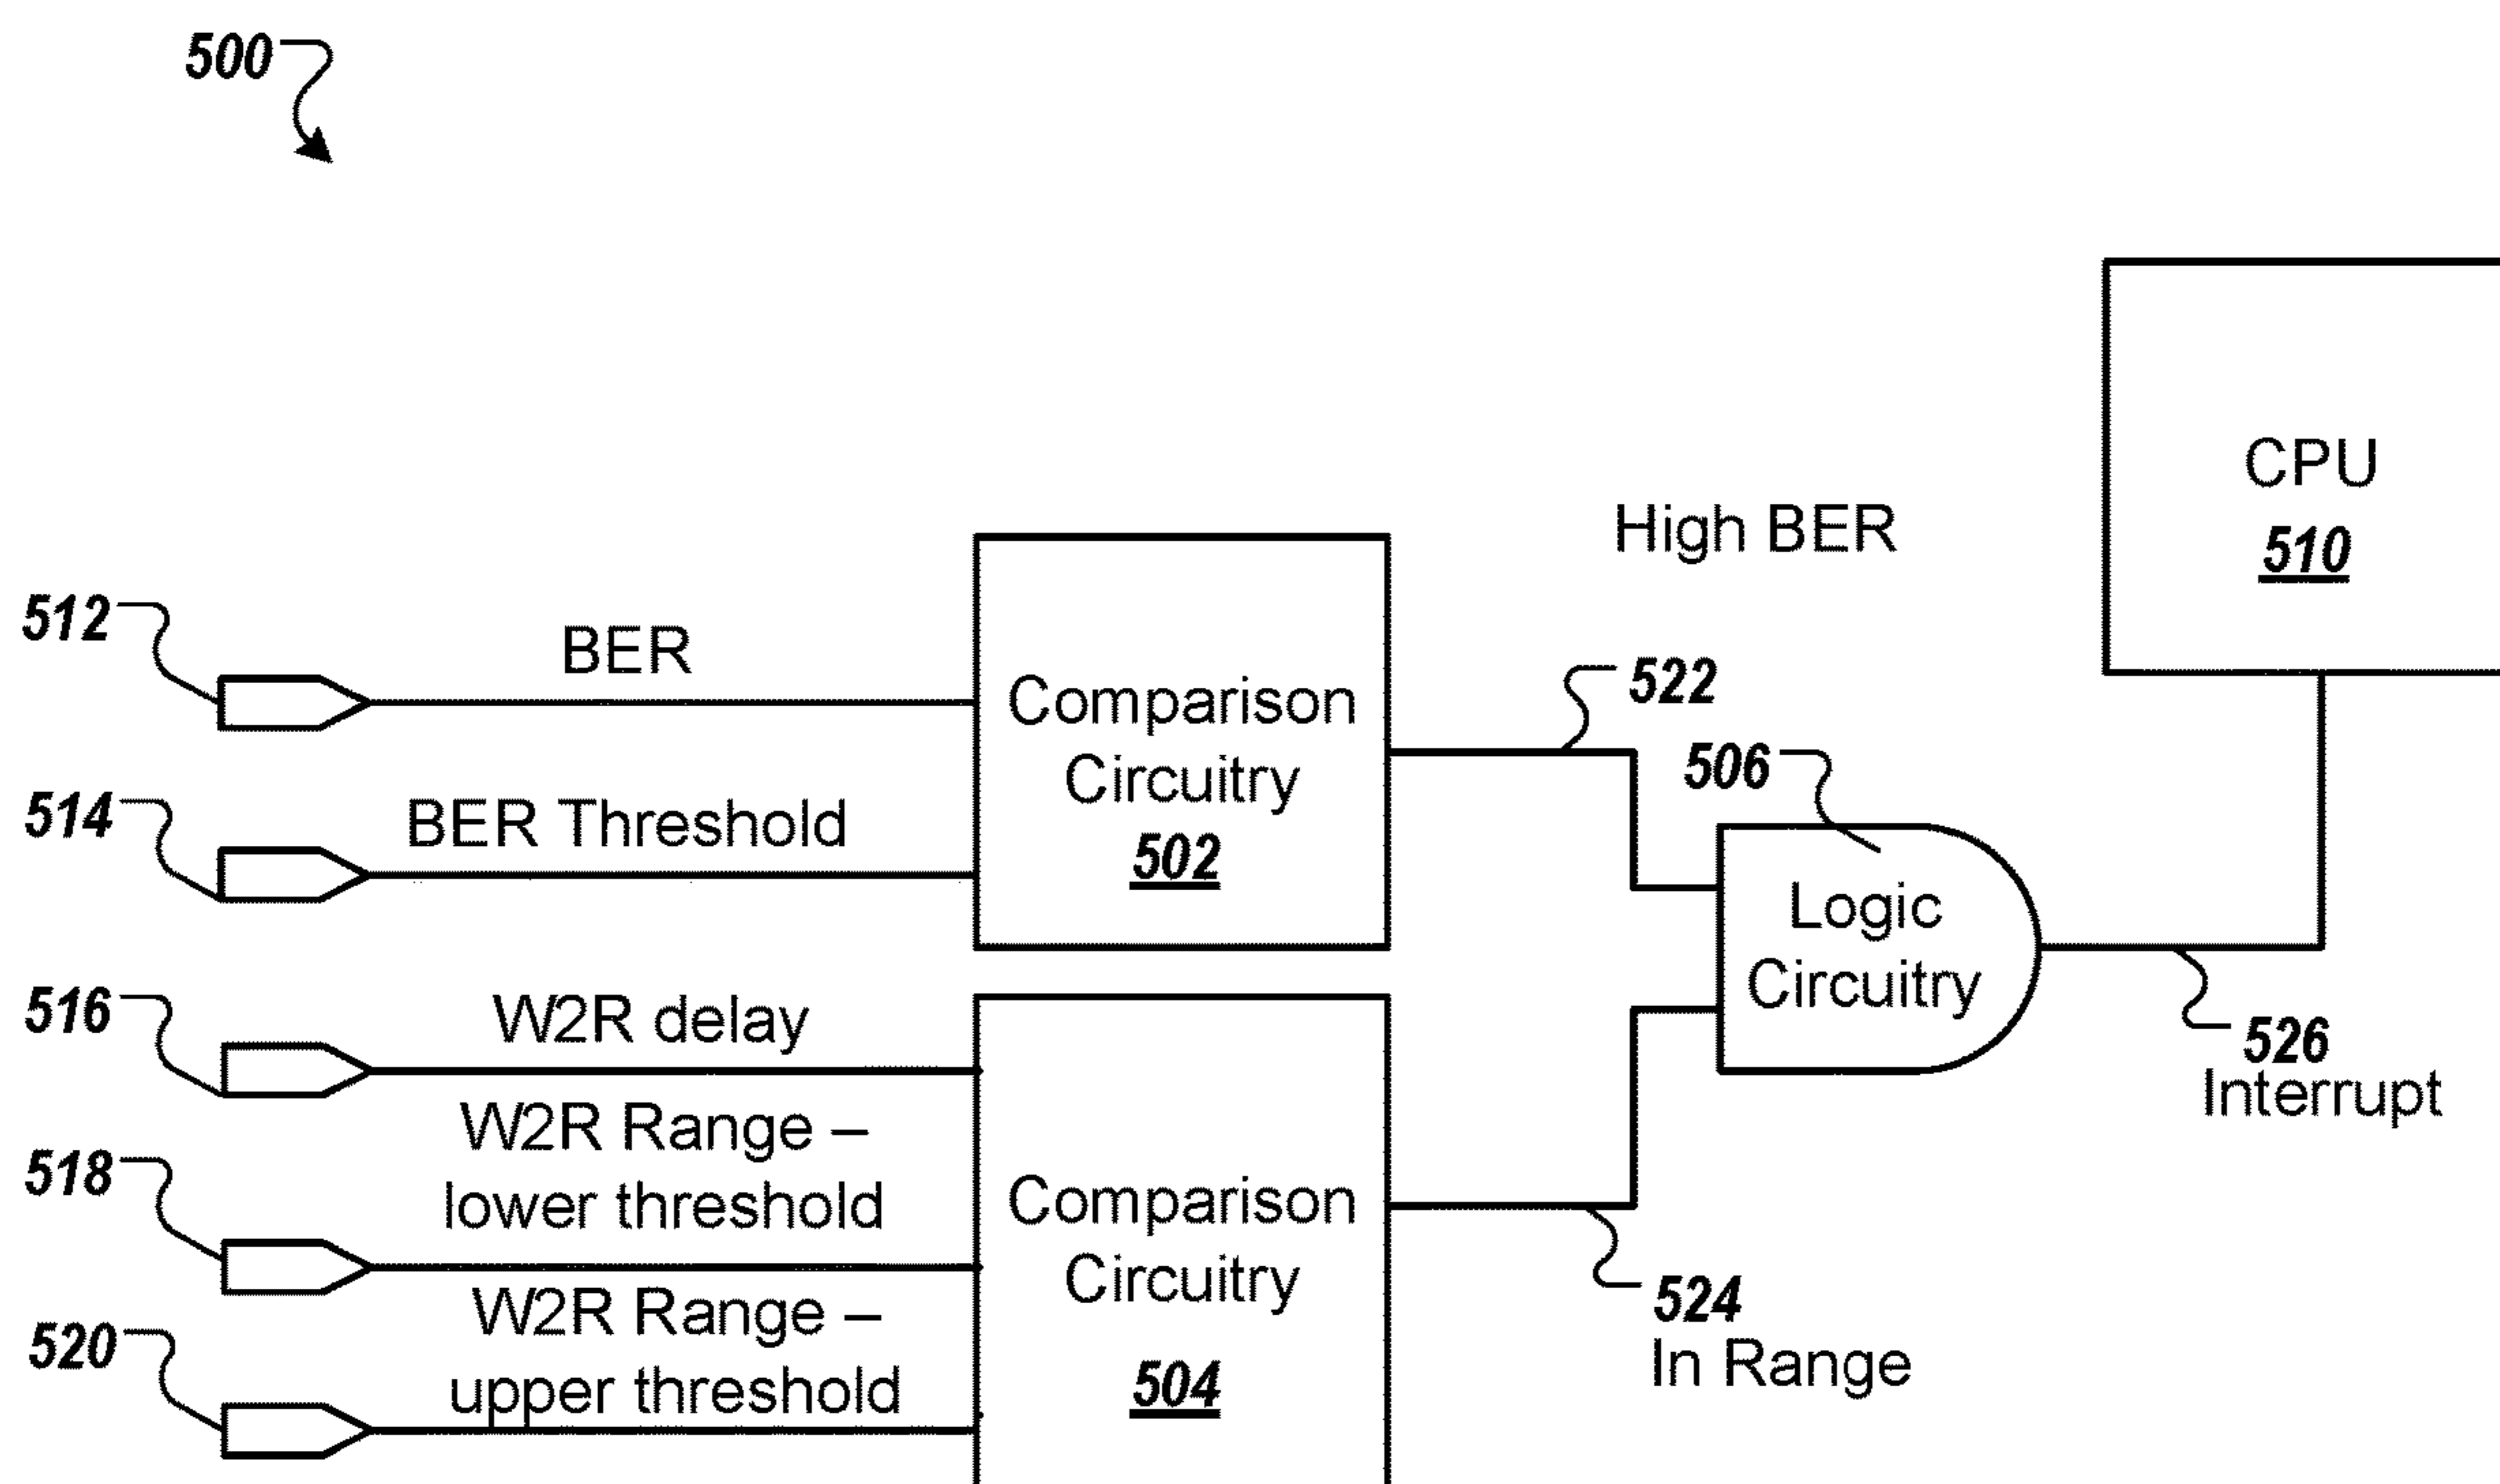 500
CPU
510
High BER
512
BER
Comparison
Circuitry
502
522
506
514
BER Threshold
Logic
Circuitry
516
W2R delay
526
Interrupt
518
W2R Range –
lower threshold
Comparison
Circuitry
504
524
In Range
520
W2R Range –
upper threshold